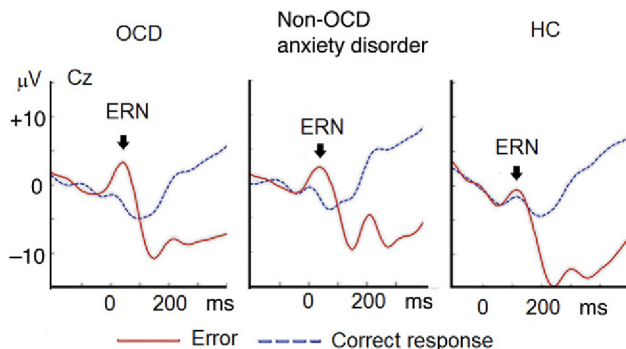 OCD
Non-OCD
anxiety disorder
HC
μV
Cz
+10
0
−10
ERN
ERN
ERN
0 200 ms
0 200 ms
0 200 ms
Error
Correct response